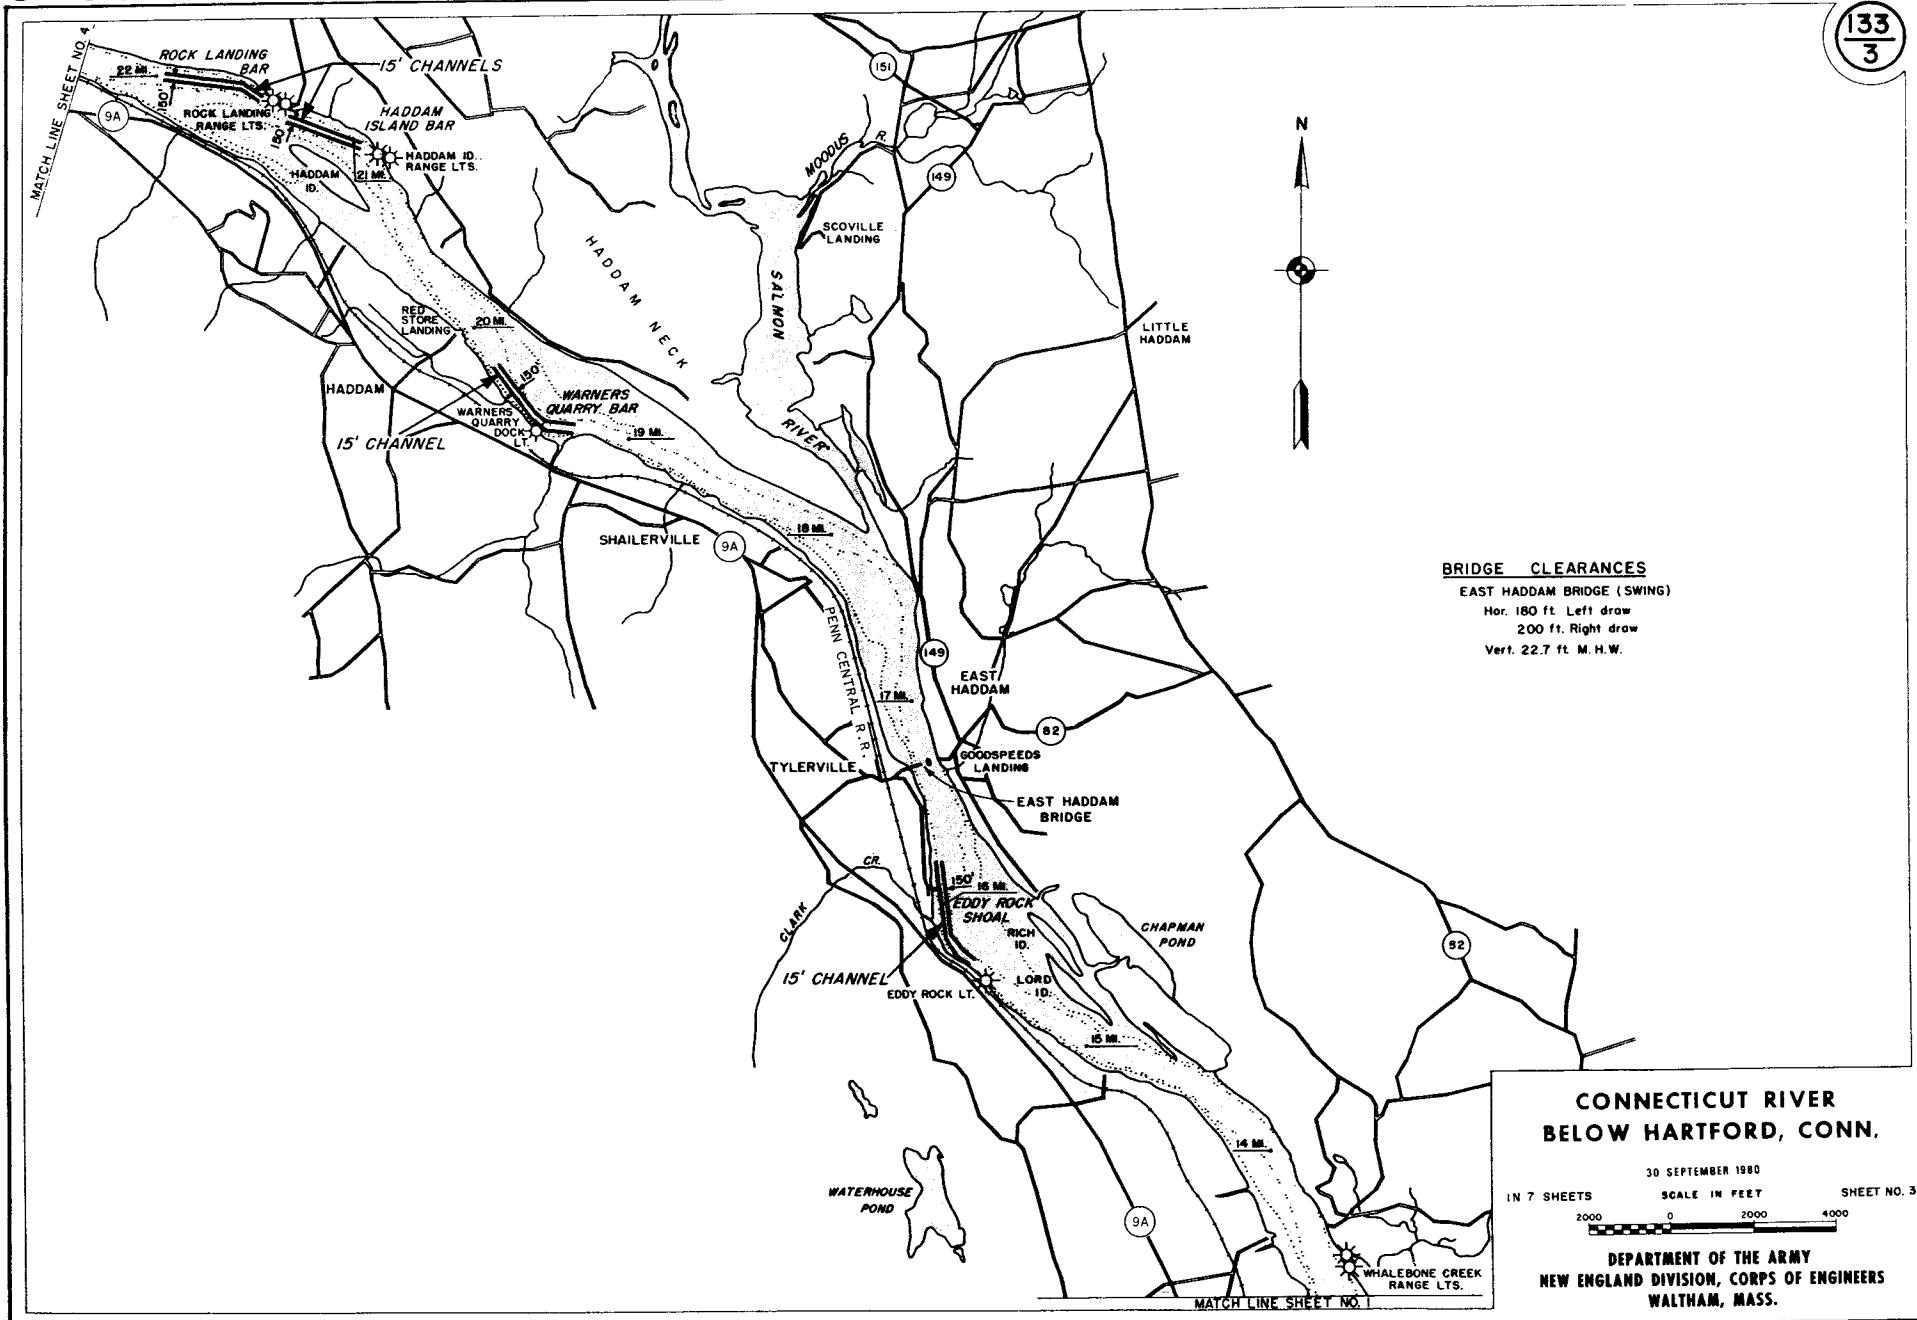 133
3
MATCH LINE SHEET NO. 4
22 MI.
ROCK LANDING
BAR
15' CHANNELS
150'
9A
ROCK LANDING
RANGE LTS.
150'
HADDAM
ISLAND BAR
HADDAM ID.
RANGE LTS.
HADDAM
ID.
21 MI.
151
MOODUS R.
149
SCOVILLE
LANDING
HADDAM NECK
SALMON
RIVER
N
LITTLE
HADDAM
RED
STORE
LANDING
20 MI.
HADDAM
150'
WARNERS
QUARRY BAR
WARNERS
QUARRY
DOCK
LT.
15' CHANNEL
19 MI.
18 MI.
SHAILERVILLE
9A
PENN CENTRAL R.R.
149
EAST
HADDAM
17 MI.
82
GOODSPEEDS
LANDING
TYLERVILLE
EAST HADDAM
BRIDGE
BRIDGE CLEARANCES
EAST HADDAM BRIDGE (SWING)
Hor. 180 ft. Left draw
200 ft. Right draw
Vert. 22.7 ft. M.H.W.
CLARK CR.
150'
16 MI.
EDDY ROCK
SHOAL
RICH
ID.
CHAPMAN
POND
82
15' CHANNEL
EDDY ROCK LT.
LORD
ID.
15 MI.
14 MI.
WATERHOUSE
POND
9A
WHALEBONE CREEK
RANGE LTS.
MATCH LINE SHEET NO. 1
CONNECTICUT RIVER
BELOW HARTFORD, CONN.
30 SEPTEMBER 1980
IN 7 SHEETS SCALE IN FEET SHEET NO. 3
2000 0 2000 4000
DEPARTMENT OF THE ARMY
NEW ENGLAND DIVISION, CORPS OF ENGINEERS
WALTHAM, MASS.